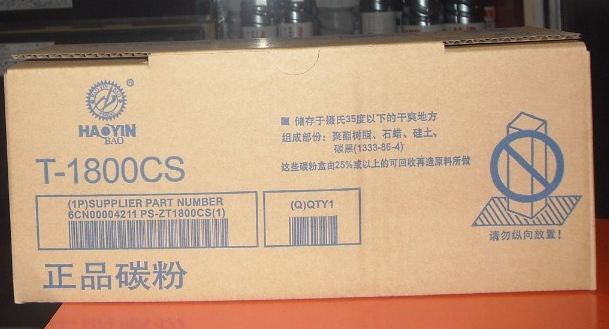 HAOYIN
BAO
®
T-1800CS
(1P)SUPPLIER PART NUMBER
6CN00004211 PS-ZT1800CS(1)
(Q)QTY1
正品碳粉
■ 储存于摄氏35度以下的干爽地方
组成部份：聚酯树脂、石蜡、硅土、
碳黑(1333-86-4)
这些碳粉盒由25%或以上的可回收再造原料所做
请勿纵向放置！